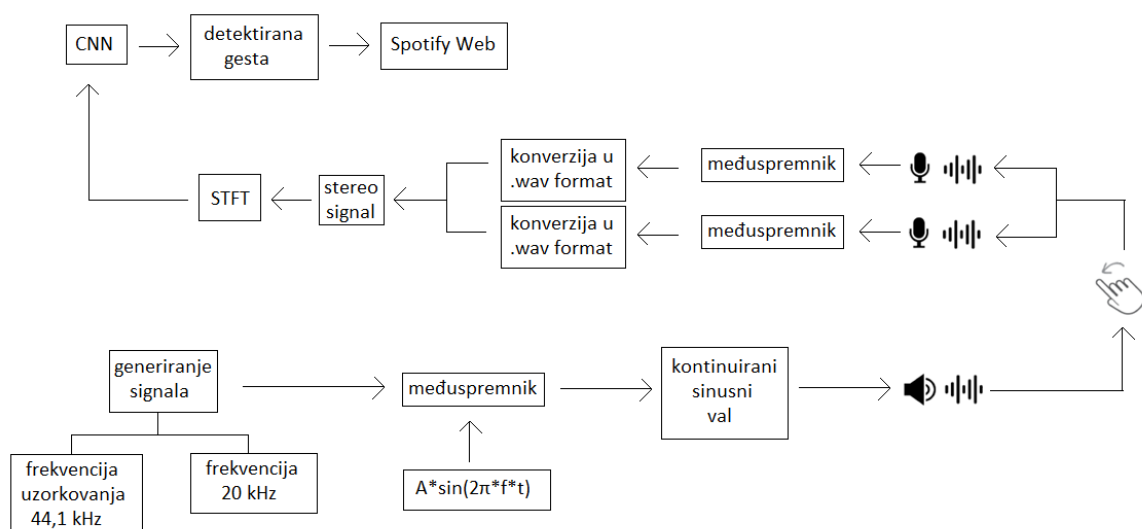 CNN
detektirana
gesta
Spotify Web
konverzija u
.wav format
međuspremnik
STFT
stereo
signal
konverzija u
.wav format
međuspremnik
generiranje
signala
međuspremnik
kontinuirani
sinusni
val
frekvencija
uzorkovanja
44,1 kHz
frekvencija
20 kHz
A*sin(2π*f*t)